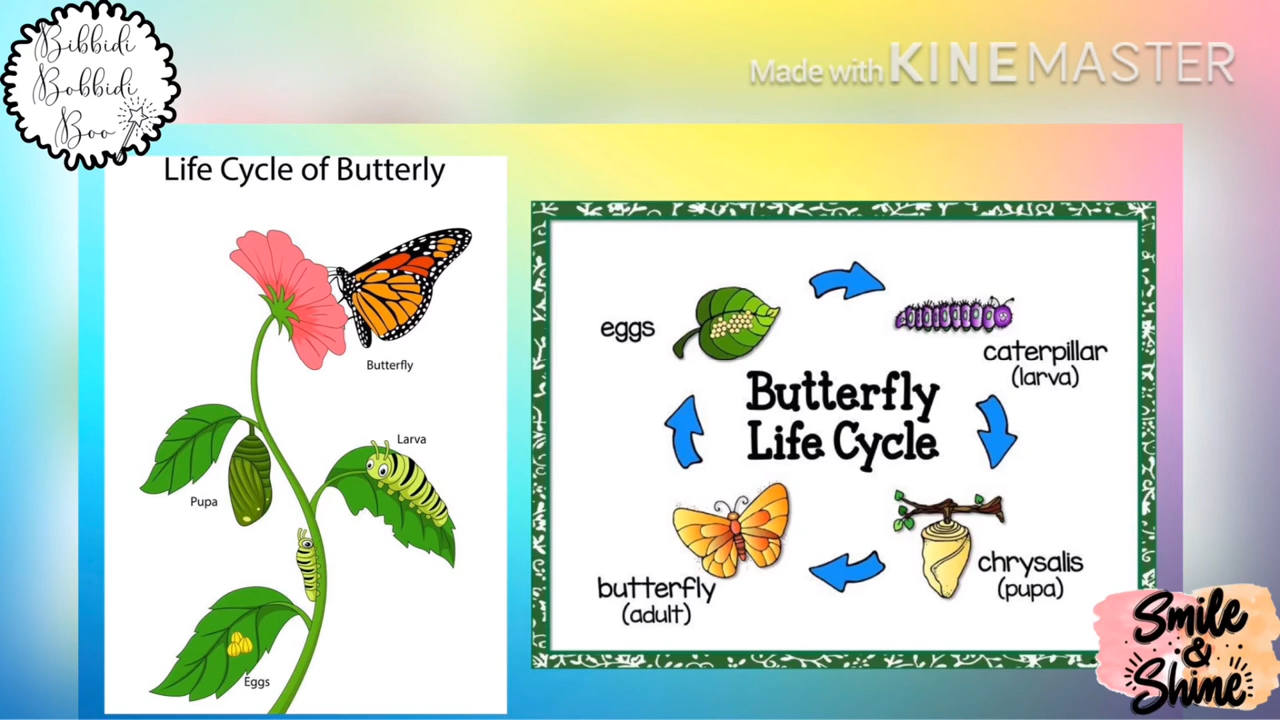 Bibbidi
Bobbidi
Boo
Made with KINEMASTER
Life Cycle of Butterly
Butterfly
Larva
Pupa
Eggs
eggs
caterpillar
(larva)
Butterfly
Life Cycle
butterfly
(adult)
chrysalis
(pupa)
Smile
&
Shine